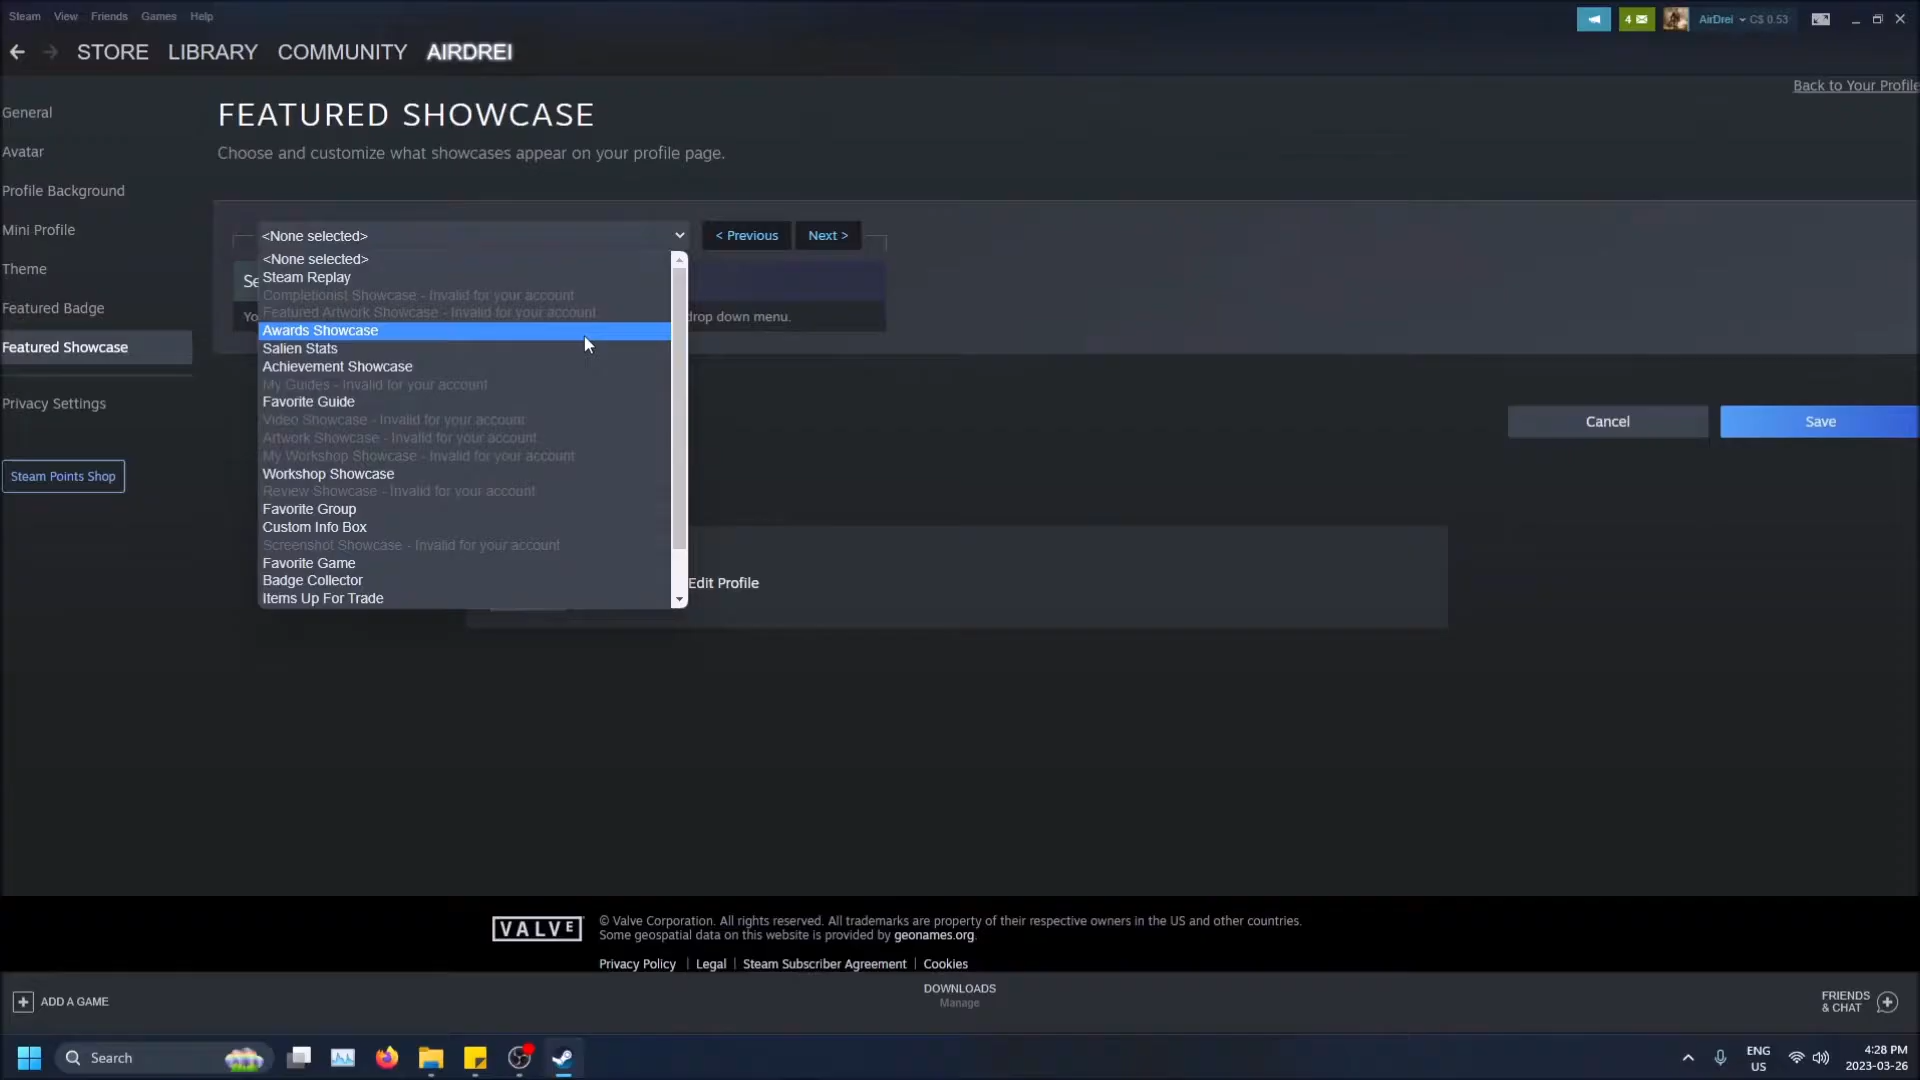 Steam View Friends Games Help
4 AirDrei C$ 0.53
STORE LIBRARY COMMUNITY AIRDREI
Back to Your Profile
General
Avatar
Profile Background
Mini Profile
Theme
Featured Badge
Featured Showcase
Privacy Settings
Steam Points Shop
FEATURED SHOWCASE
Choose and customize what showcases appear on your profile page.
<None selected>
< Previous Next >
<None selected>
Steam Replay
Completionist Showcase - Invalid for your account
Featured Artwork Showcase - Invalid for your account
Awards Showcase
Salien Stats
Achievement Showcase
My Guides - Invalid for your account
Favorite Guide
Video Showcase - Invalid for your account
Artwork Showcase - Invalid for your account
My Workshop Showcase - Invalid for your account
Workshop Showcase
Review Showcase - Invalid for your account
Favorite Group
Custom Info Box
Screenshot Showcase - Invalid for your account
Favorite Game
Badge Collector
Items Up For Trade
Se
Yo
drop down menu.
Cancel Save
Edit Profile
VALVE
© Valve Corporation. All rights reserved. All trademarks are property of their respective owners in the US and other countries.
Some geospatial data on this website is provided by geonames.org.
Privacy Policy | Legal | Steam Subscriber Agreement | Cookies
ADD A GAME
DOWNLOADS
Manage
FRIENDS
& CHAT
Search
ENG
US
4:28 PM
2023-03-26